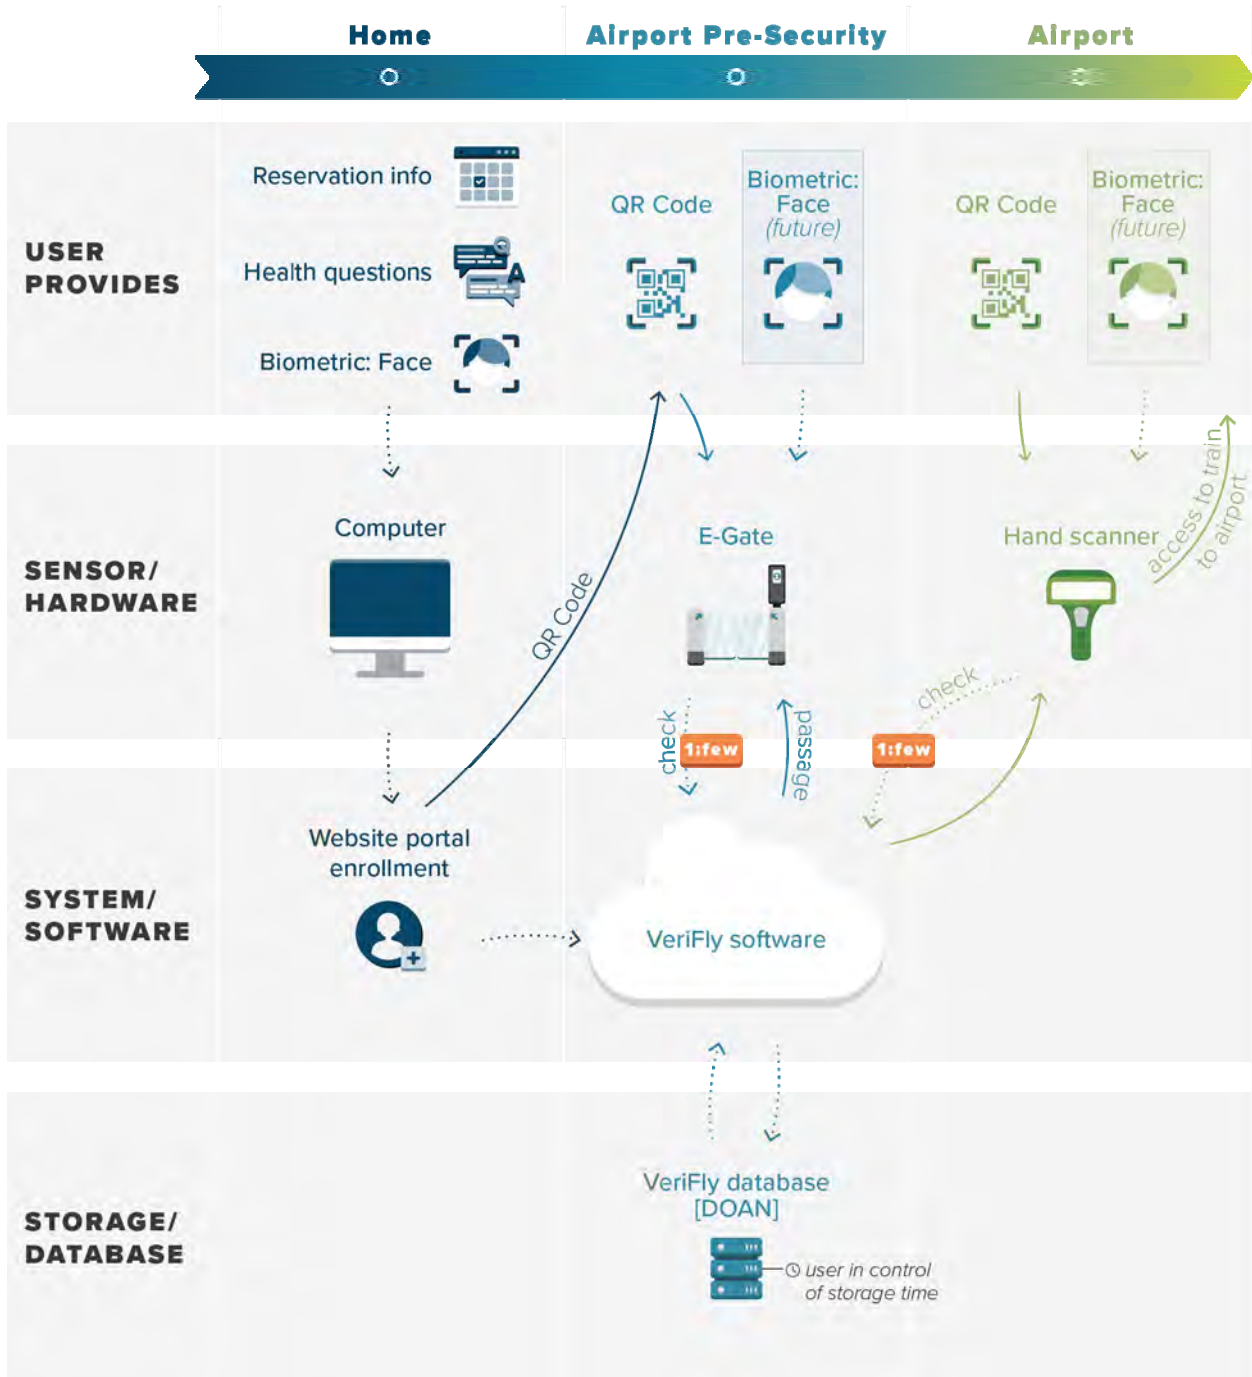 Home
Airport Pre-Security
Airport
USER
PROVIDES
Reservation info
Health questions
Q
A
Biometric: Face
QR Code
Biometric:
Face
(future)
QR Code
Biometric:
Face
(future)
SENSOR/
HARDWARE
Computer
QR Code
E-Gate
Hand scanner
access to train
to airport
check
1:few
passage
1:few
check
SYSTEM/
SOFTWARE
Website portal
enrollment
VeriFly software
STORAGE/
DATABASE
VeriFly database
[DOAN]
user in control
of storage time